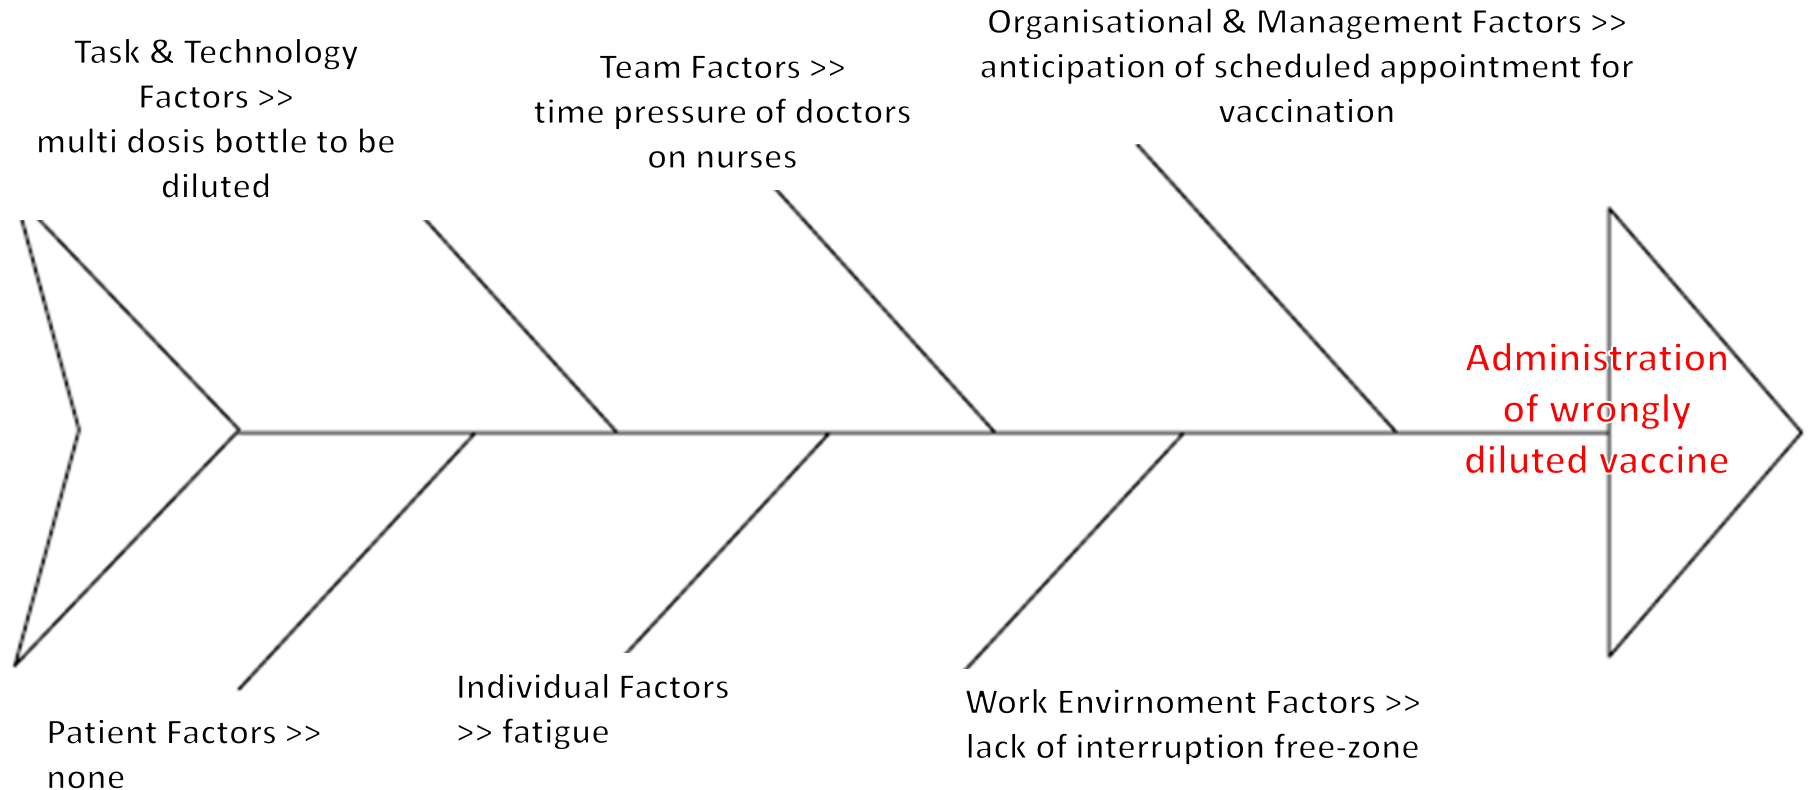 Task & Technology
Factors >>
multi dosis bottle to be
diluted
Team Factors >>
time pressure of doctors
on nurses
Organisational & Management Factors >>
anticipation of scheduled appointment for
vaccination
Administration
of wrongly
diluted vaccine
Patient Factors >>
none
Individual Factors
>> fatigue
Work Envirnoment Factors >>
lack of interruption free-zone